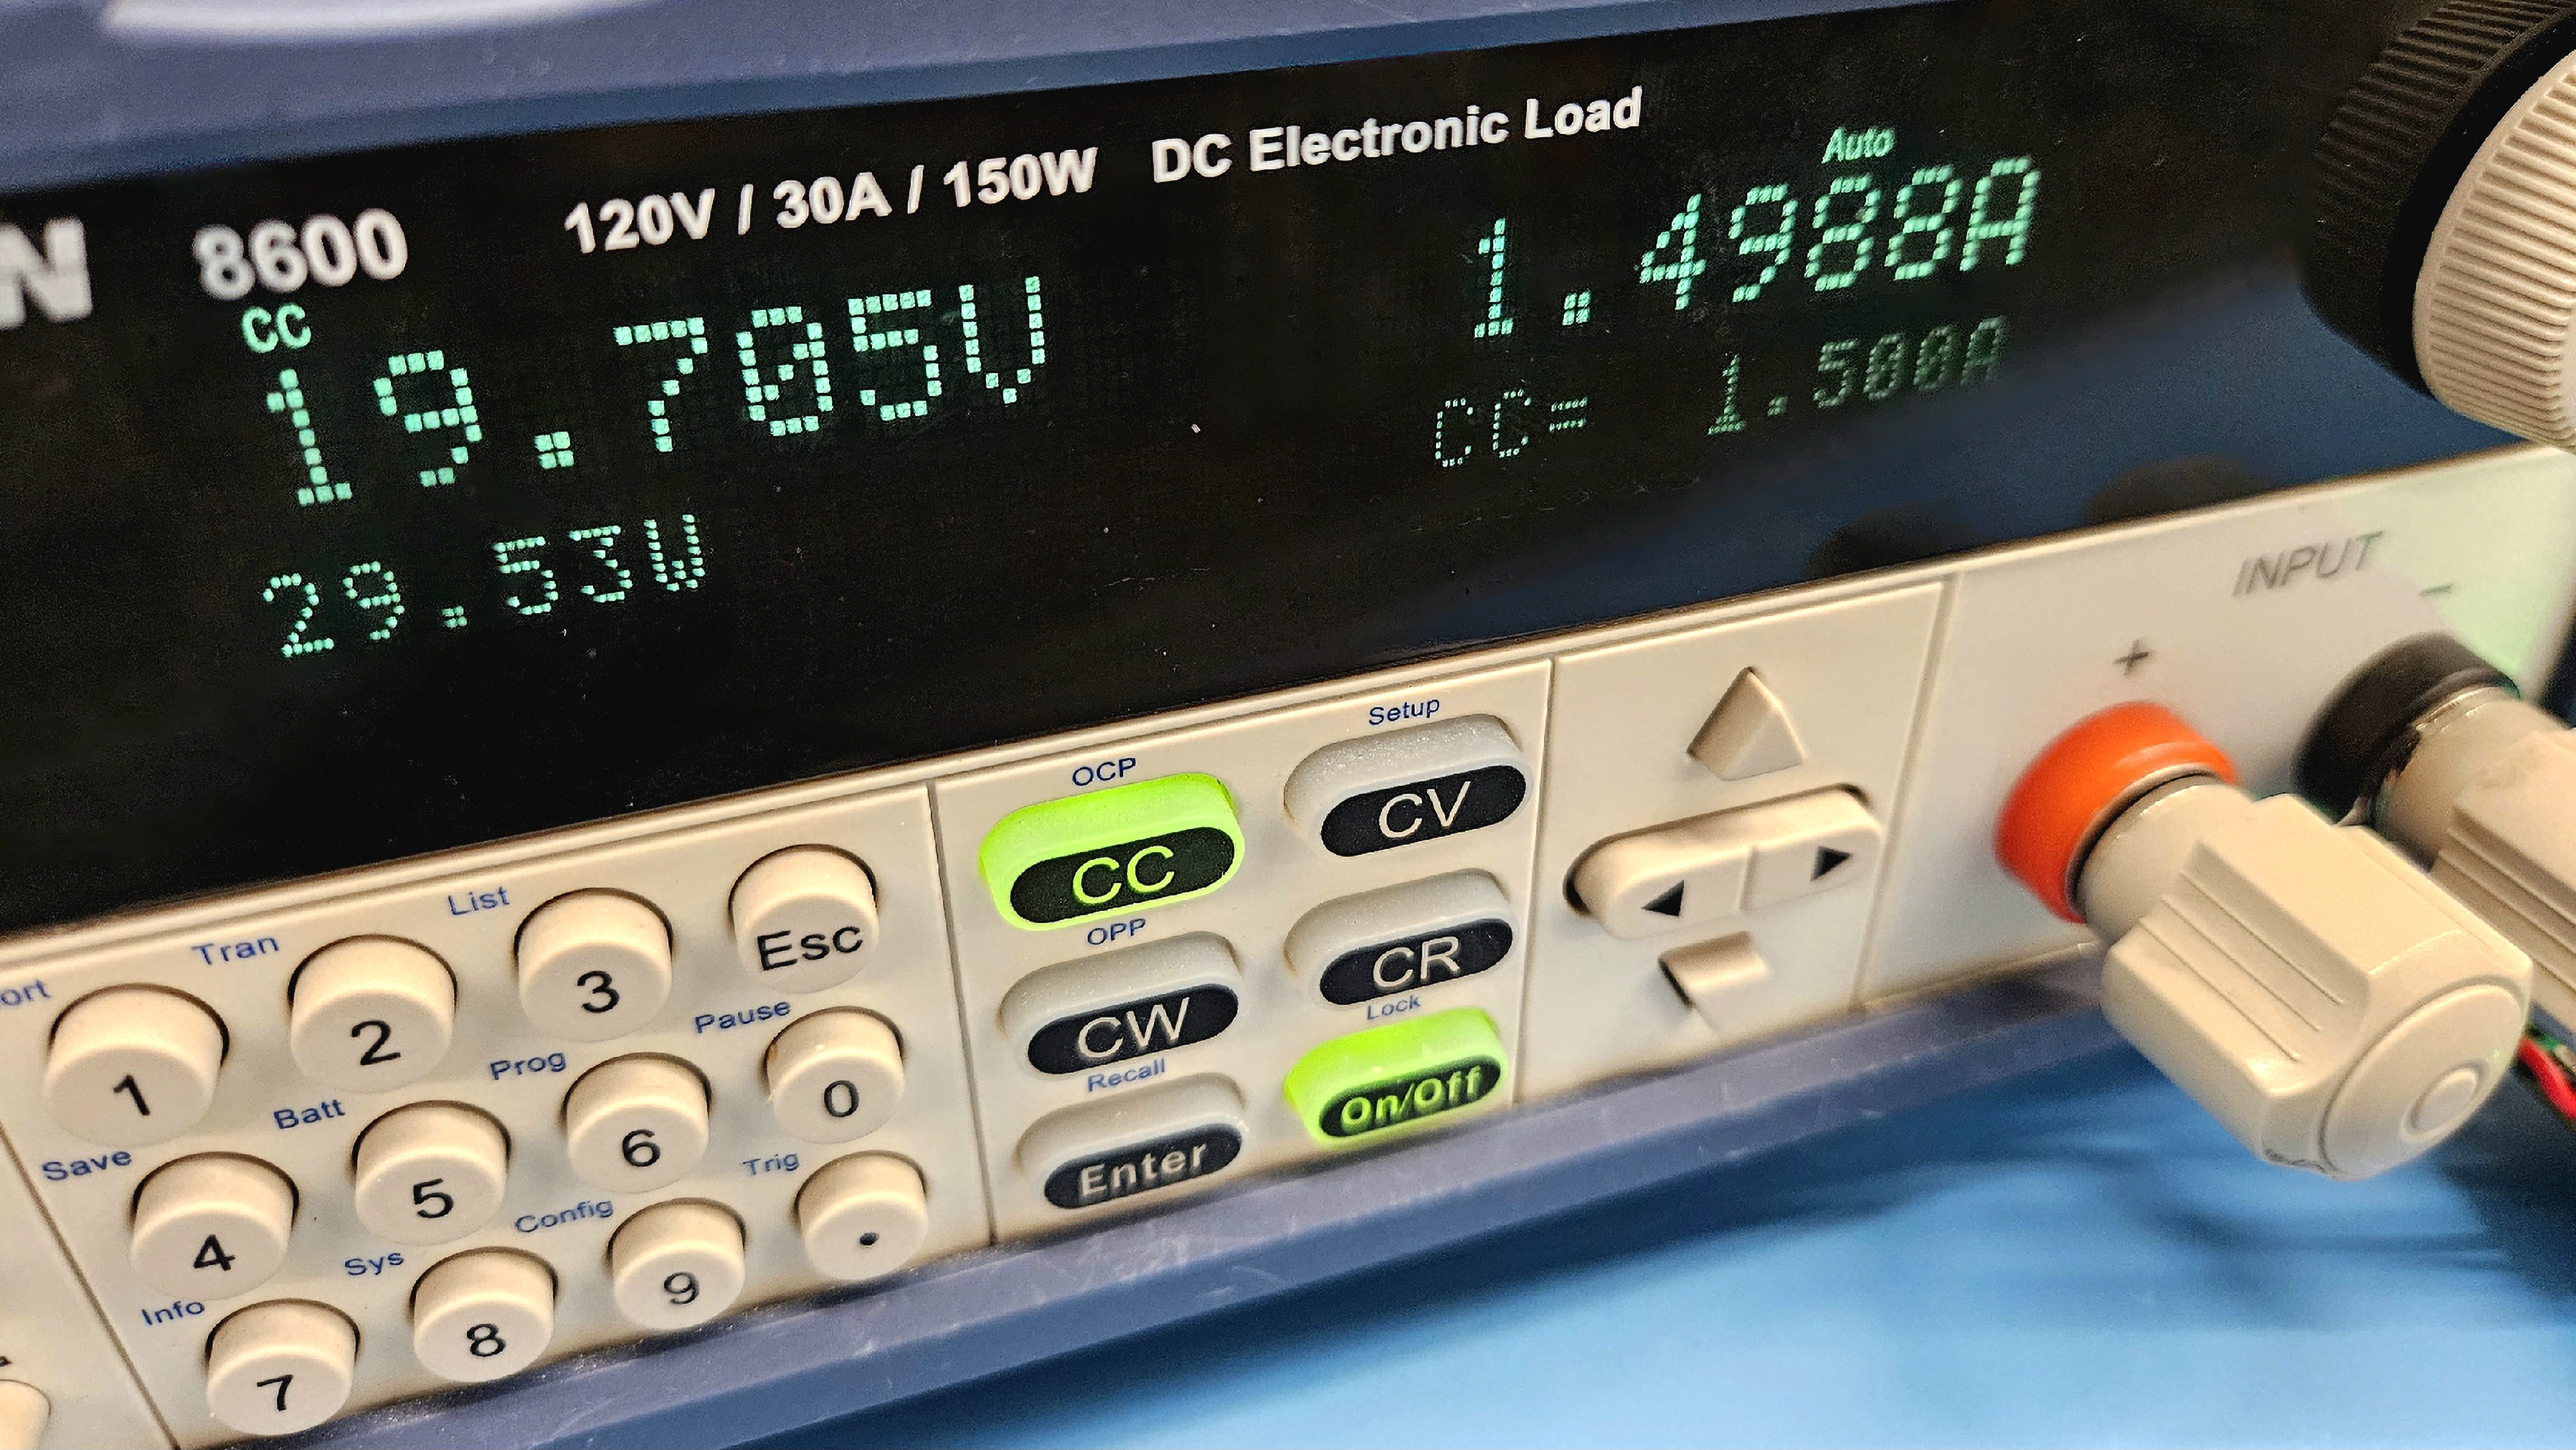 N 8600 120V / 30A / 150W DC Electronic Load
CC
Auto
19.705V 1.4988A
29.53W CC= 1.500A
INPUT
+ −
Setup
OCP
CC CV
OPP
CW CR
Lock
Recall
Enter On/Off
List
Tran
1 2 3 Esc
Pause
Prog
Batt
Save
4 5 6 0
Trig
Config
Sys
Info
7 8 9 .